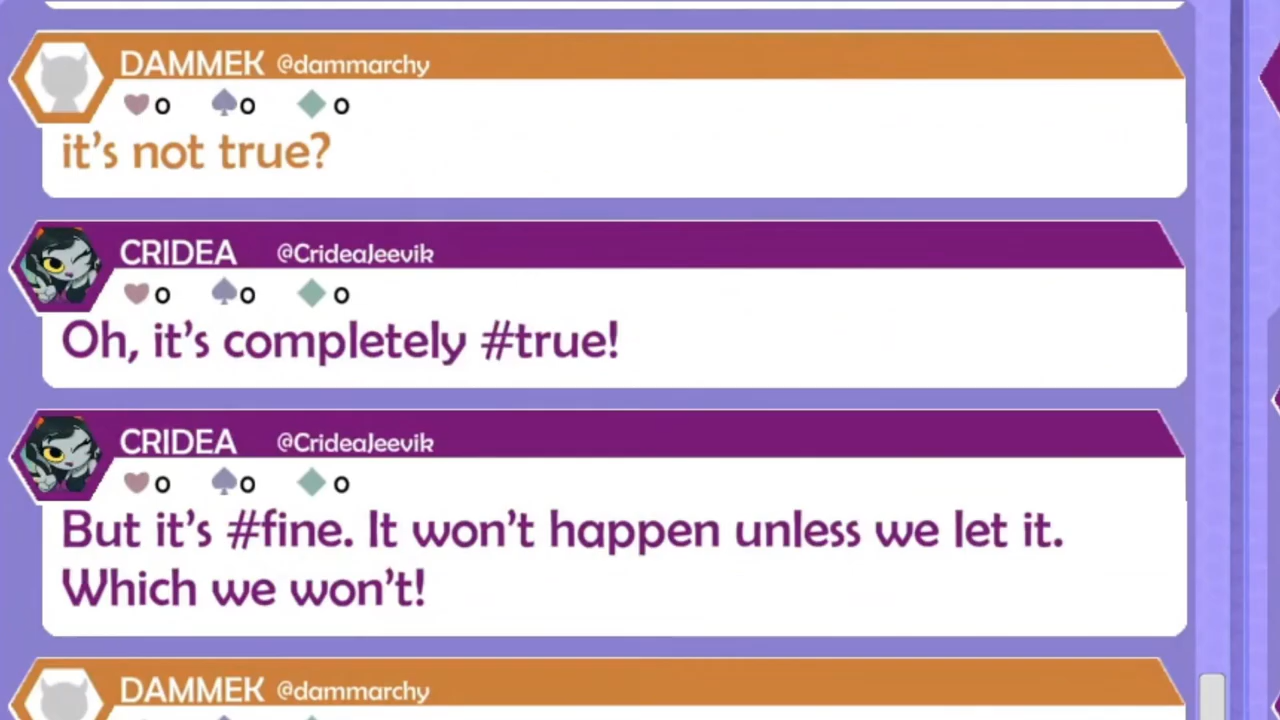 DAMMEK @dammarchy
0 0 0
it's not true?
CRIDEA @CrideaJeevik
0 0 0
Oh, it's completely #true!
CRIDEA @CrideaJeevik
0 0 0
But it's #fine. It won't happen unless we let it.
Which we won't!
DAMMEK @dammarchy